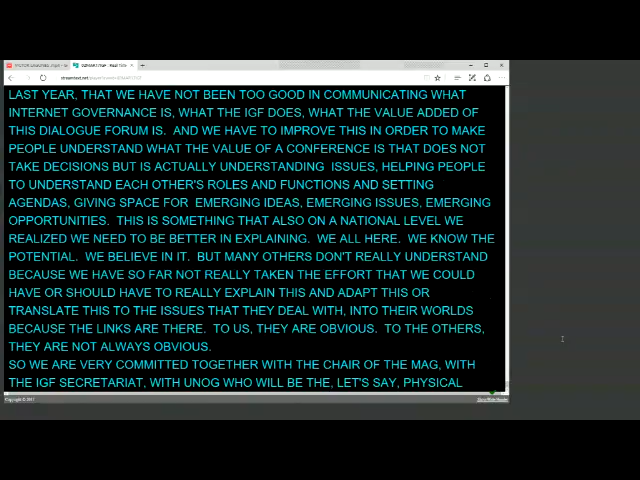 LAST YEAR, THAT WE HAVE NOT BEEN TOO GOOD IN COMMUNICATING WHAT
INTERNET GOVERNANCE IS, WHAT THE IGF DOES, WHAT THE VALUE ADDED OF
THIS DIALOGUE FORUM IS.  AND WE HAVE TO IMPROVE THIS IN ORDER TO MAKE
PEOPLE UNDERSTAND WHAT THE VALUE OF A CONFERENCE IS THAT DOES NOT
TAKE DECISIONS BUT IS ACTUALLY UNDERSTANDING  ISSUES, HELPING PEOPLE
TO UNDERSTAND EACH OTHER'S ROLES AND FUNCTIONS AND SETTING
AGENDAS, GIVING SPACE FOR  EMERGING IDEAS, EMERGING ISSUES, EMERGING
OPPORTUNITIES.  THIS IS SOMETHING THAT ALSO ON A NATIONAL LEVEL WE
REALIZED WE NEED TO BE BETTER IN EXPLAINING.  WE ALL HERE.  WE KNOW THE
POTENTIAL.  WE BELIEVE IN IT.  BUT MANY OTHERS DON'T REALLY UNDERSTAND
BECAUSE WE HAVE SO FAR NOT REALLY TAKEN THE EFFORT THAT WE COULD
HAVE OR SHOULD HAVE TO REALLY EXPLAIN THIS AND ADAPT THIS OR
TRANSLATE THIS TO THE ISSUES THAT THEY DEAL WITH, INTO THEIR WORLDS
BECAUSE THE LINKS ARE THERE.  TO US, THEY ARE OBVIOUS.  TO THE OTHERS,
THEY ARE NOT ALWAYS OBVIOUS.
SO WE ARE VERY COMMITTED TOGETHER WITH THE CHAIR OF THE MAG, WITH
THE IGF SECRETARIAT, WITH UNOG WHO WILL BE THE, LET'S SAY, PHYSICAL